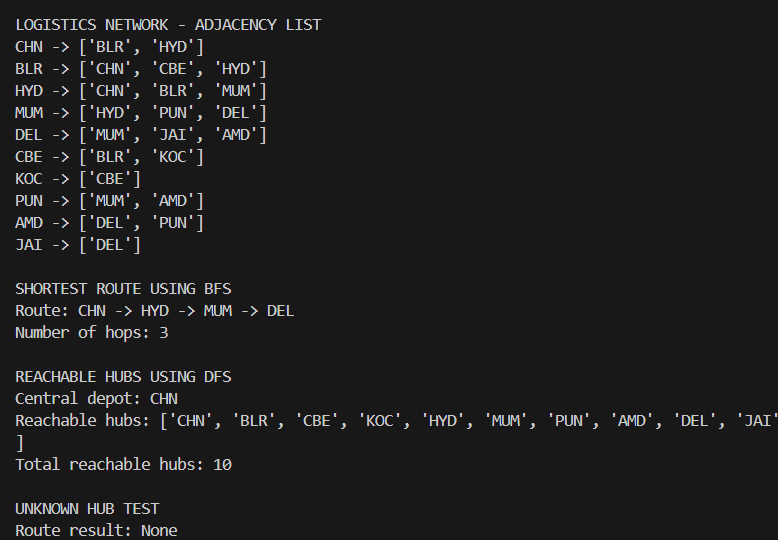 LOGISTICS NETWORK - ADJACENCY LIST
CHN -> ['BLR', 'HYD']
BLR -> ['CHN', 'CBE', 'HYD']
HYD -> ['CHN', 'BLR', 'MUM']
MUM -> ['HYD', 'PUN', 'DEL']
DEL -> ['MUM', 'JAI', 'AMD']
CBE -> ['BLR', 'KOC']
KOC -> ['CBE']
PUN -> ['MUM', 'AMD']
AMD -> ['DEL', 'PUN']
JAI -> ['DEL']
SHORTEST ROUTE USING BFS
Route: CHN -> HYD -> MUM -> DEL
Number of hops: 3
REACHABLE HUBS USING DFS
Central depot: CHN
Reachable hubs: ['CHN', 'BLR', 'CBE', 'KOC', 'HYD', 'MUM', 'PUN', 'AMD', 'DEL', 'JAI'
]
Total reachable hubs: 10
UNKNOWN HUB TEST
Route result: None